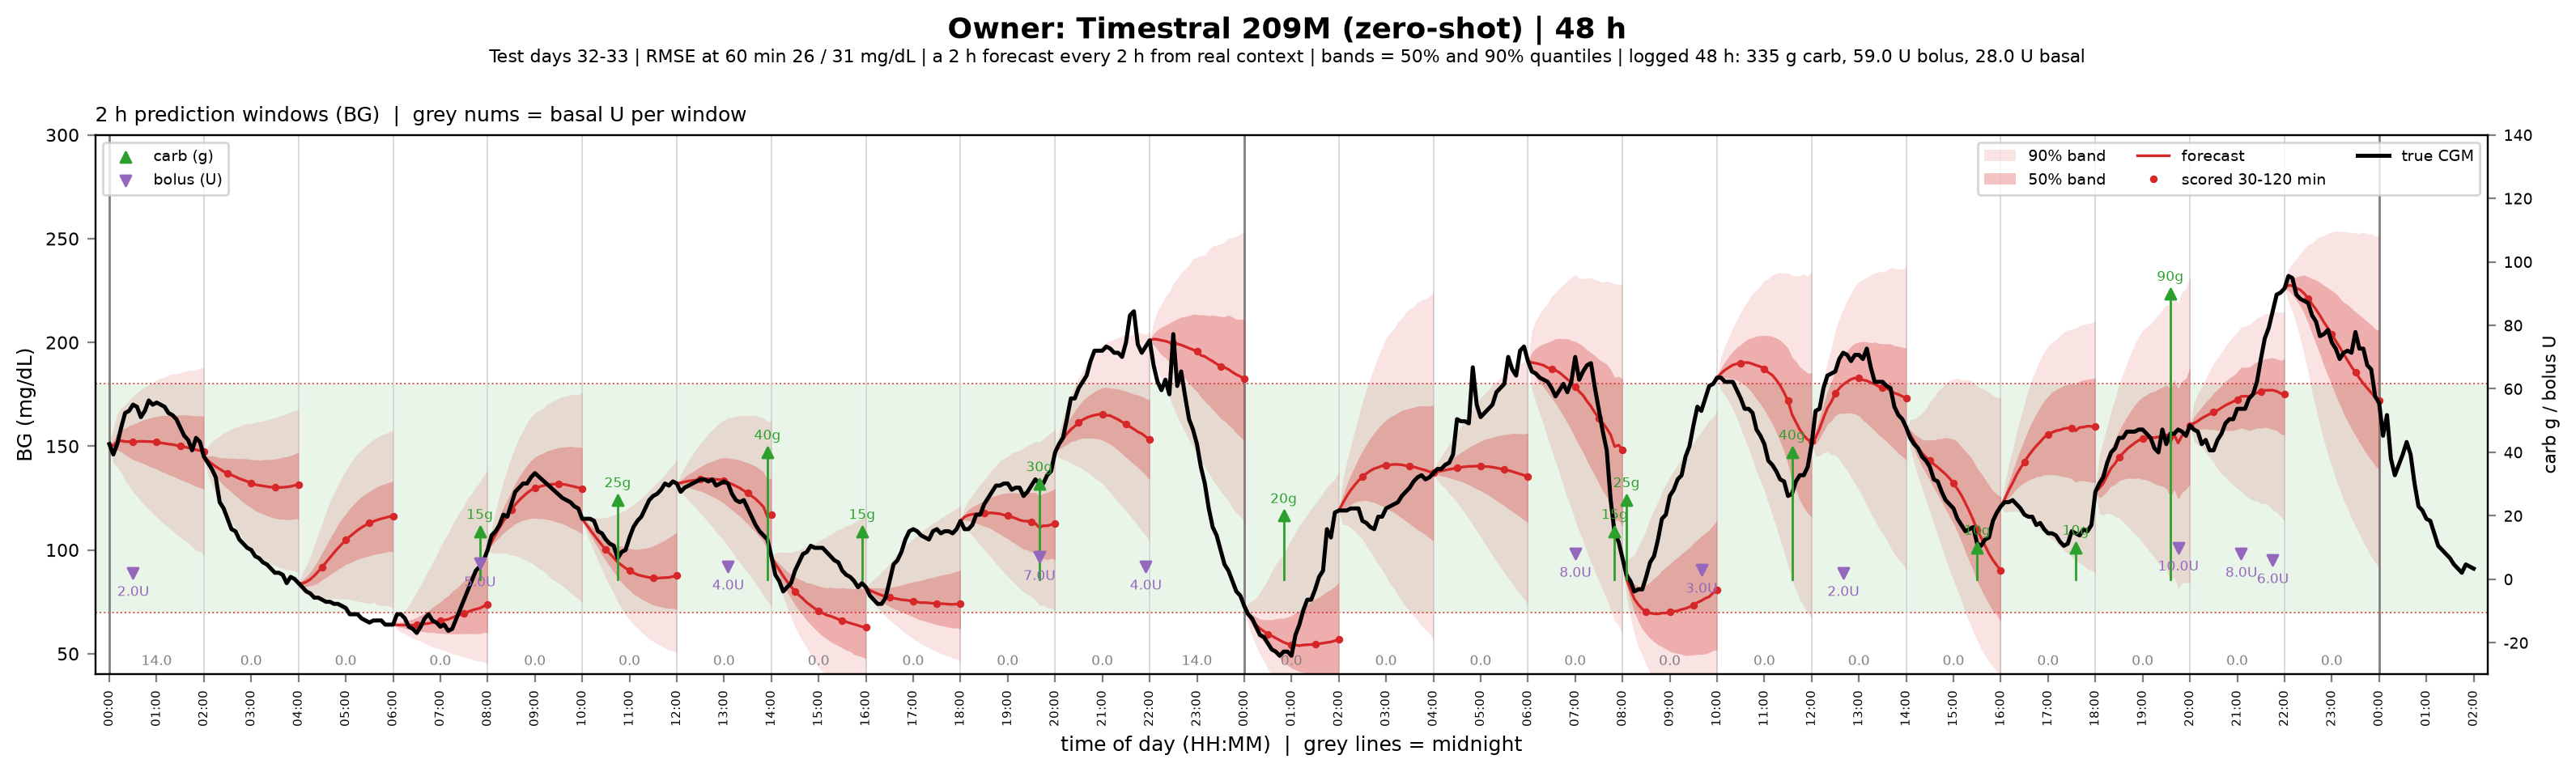 Owner: Timestral 209M (zero-shot) | 48 h
Test days 32-33 | RMSE at 60 min 26 / 31 mg/dL | a 2 h forecast every 2 h from real context | bands = 50% and 90% quantiles | logged 48 h: 335 g carb, 59.0 U bolus, 28.0 U basal
2 h prediction windows (BG) | grey nums = basal U per window
carb (g)
bolus (U)
90% band
50% band
forecast
scored 30-120 min
true CGM
BG (mg/dL)
300
250
200
150
100
50
carb g / bolus U
140
120
100
80
60
40
20
0
-20
15g
25g
40g
15g
30g
20g
15g
25g
40g
10g
10g
90g
2.0U
5.0U
4.0U
7.0U
4.0U
8.0U
3.0U
2.0U
10.0U
8.0U
6.0U
14.0 0.0 0.0 0.0 0.0 0.0 0.0 0.0 0.0 0.0 0.0 14.0 0.0 0.0 0.0 0.0 0.0 0.0 0.0 0.0 0.0 0.0 0.0 0.0
00:00 01:00 02:00 03:00 04:00 05:00 06:00 07:00 08:00 09:00 10:00 11:00 12:00 13:00 14:00 15:00 16:00 17:00 18:00 19:00 20:00 21:00 22:00 23:00 00:00 01:00 02:00 03:00 04:00 05:00 06:00 07:00 08:00 09:00 10:00 11:00 12:00 13:00 14:00 15:00 16:00 17:00 18:00 19:00 20:00 21:00 22:00 23:00 00:00 01:00 02:00
time of day (HH:MM) | grey lines = midnight